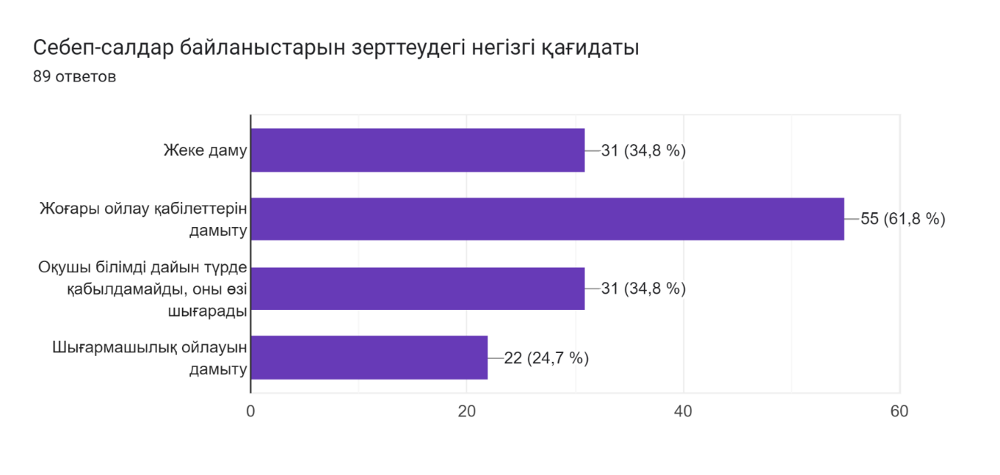 Себеп-салдар байланыстарын зерттеудегі негізгі қағидаты
89 ответов
Жеке даму
31 (34,8 %)
Жоғары ойлау қабілеттерін
дамыту
55 (61,8 %)
Оқушы білімді дайын түрде
қабылдамайды, оны өзі
шығарады
31 (34,8 %)
Шығармашылық ойлауын
дамыту
22 (24,7 %)
0
20
40
60